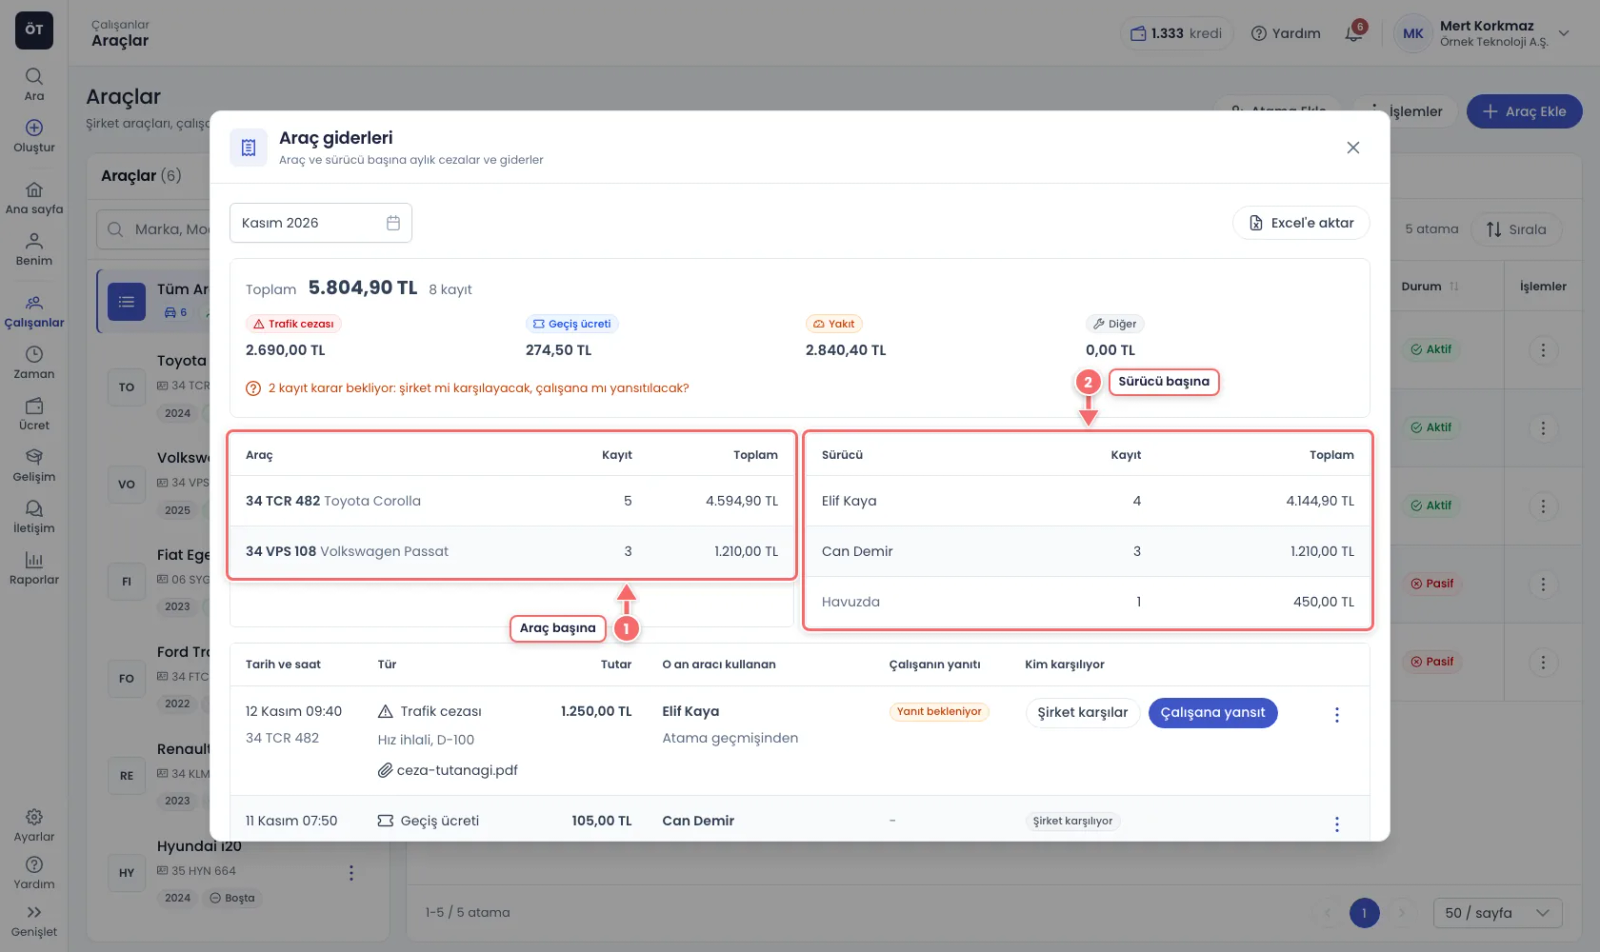 ÖT
Çalışanlar
Araçlar
1.333 kredi
Yardım
6
MK
Mert Korkmaz
Örnek Teknoloji A.Ş.
Ara
Oluştur
Ana sayfa
Benim
Çalışanlar
Zaman
Ücret
Gelişim
İletişim
Raporlar
Ayarlar
Yardım
Genişlet
Araçlar
Şirket araçları, çalışa
Atama Ekle
İşlemler
Araç Ekle
Araçlar (6)
Marka, Mo
5 atama
Sırala
Tüm Ar
6
Durum
İşlemler
TO
Toyota
34 TCR
2024
Aktif
VO
Volksw
34 VPS
2025
Aktif
Aktif
FI
Fiat Ege
06 SYG
2023
Pasif
FO
Ford Tr
34 FTC
2022
Pasif
RE
Renault
34 KLM
2023
HY
Hyundai i20
35 HYN 664
2024
Boşta
1-5 / 5 atama
1
50 / sayfa
Araç giderleri
Araç ve sürücü başına aylık cezalar ve giderler
Kasım 2026
Excel'e aktar
Toplam 5.804,90 TL 8 kayıt
Trafik cezası
Geçiş ücreti
Yakıt
Diğer
2.690,00 TL
274,50 TL
2.840,40 TL
0,00 TL
2 kayıt karar bekliyor: şirket mi karşılayacak, çalışana mı yansıtılacak?
2
Sürücü başına
Araç Kayıt Toplam
34 TCR 482 Toyota Corolla 5 4.594,90 TL
34 VPS 108 Volkswagen Passat 3 1.210,00 TL
Araç başına
1
Sürücü Kayıt Toplam
Elif Kaya 4 4.144,90 TL
Can Demir 3 1.210,00 TL
Havuzda 1 450,00 TL
Tarih ve saat Tür Tutar O an aracı kullanan Çalışanın yanıtı Kim karşılıyor
12 Kasım 09:40 Trafik cezası 1.250,00 TL Elif Kaya Yanıt bekleniyor Şirket karşılar Çalışana yansıt
34 TCR 482 Hız ihlali, D-100 Atama geçmişinden
ceza-tutanagi.pdf
11 Kasım 07:50 Geçiş ücreti 105,00 TL Can Demir - Şirket karşılıyor